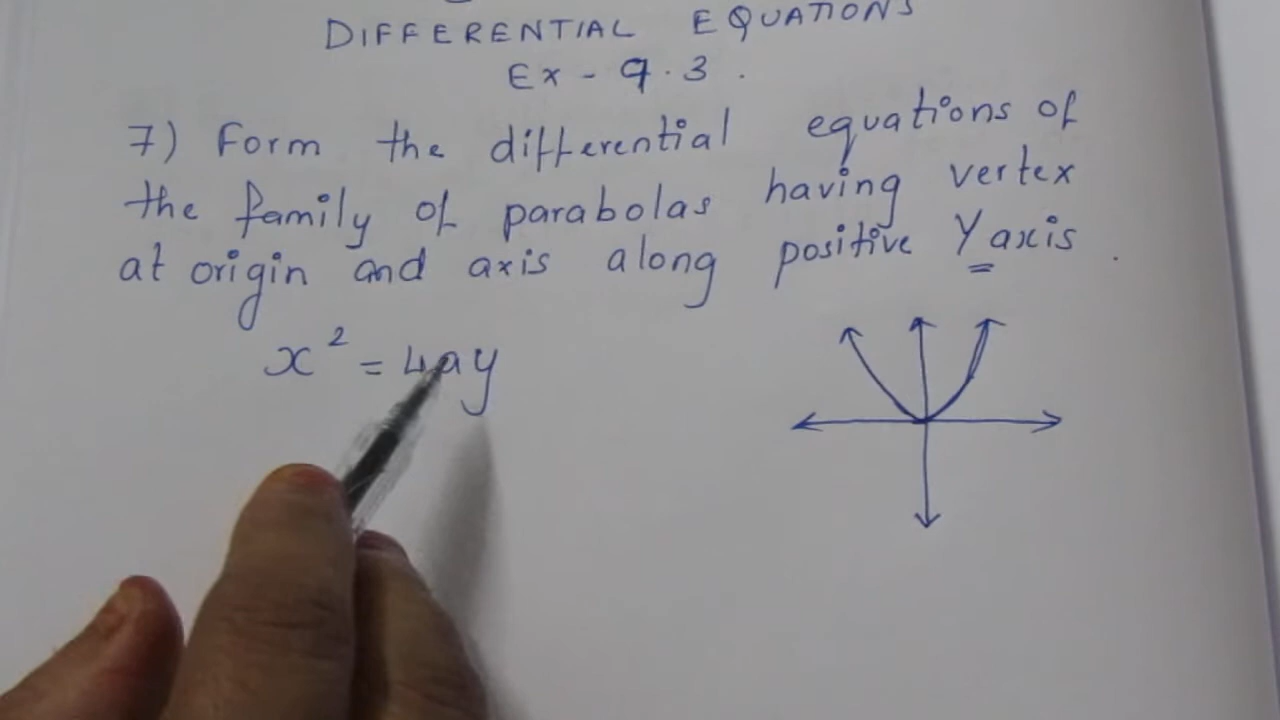 DIFFERENTIAL EQUATIONS
Ex - 9.3.
7) Form the differential equations of
the family of parabolas having vertex
at origin and axis along positive Y axis.
x² = 4ay